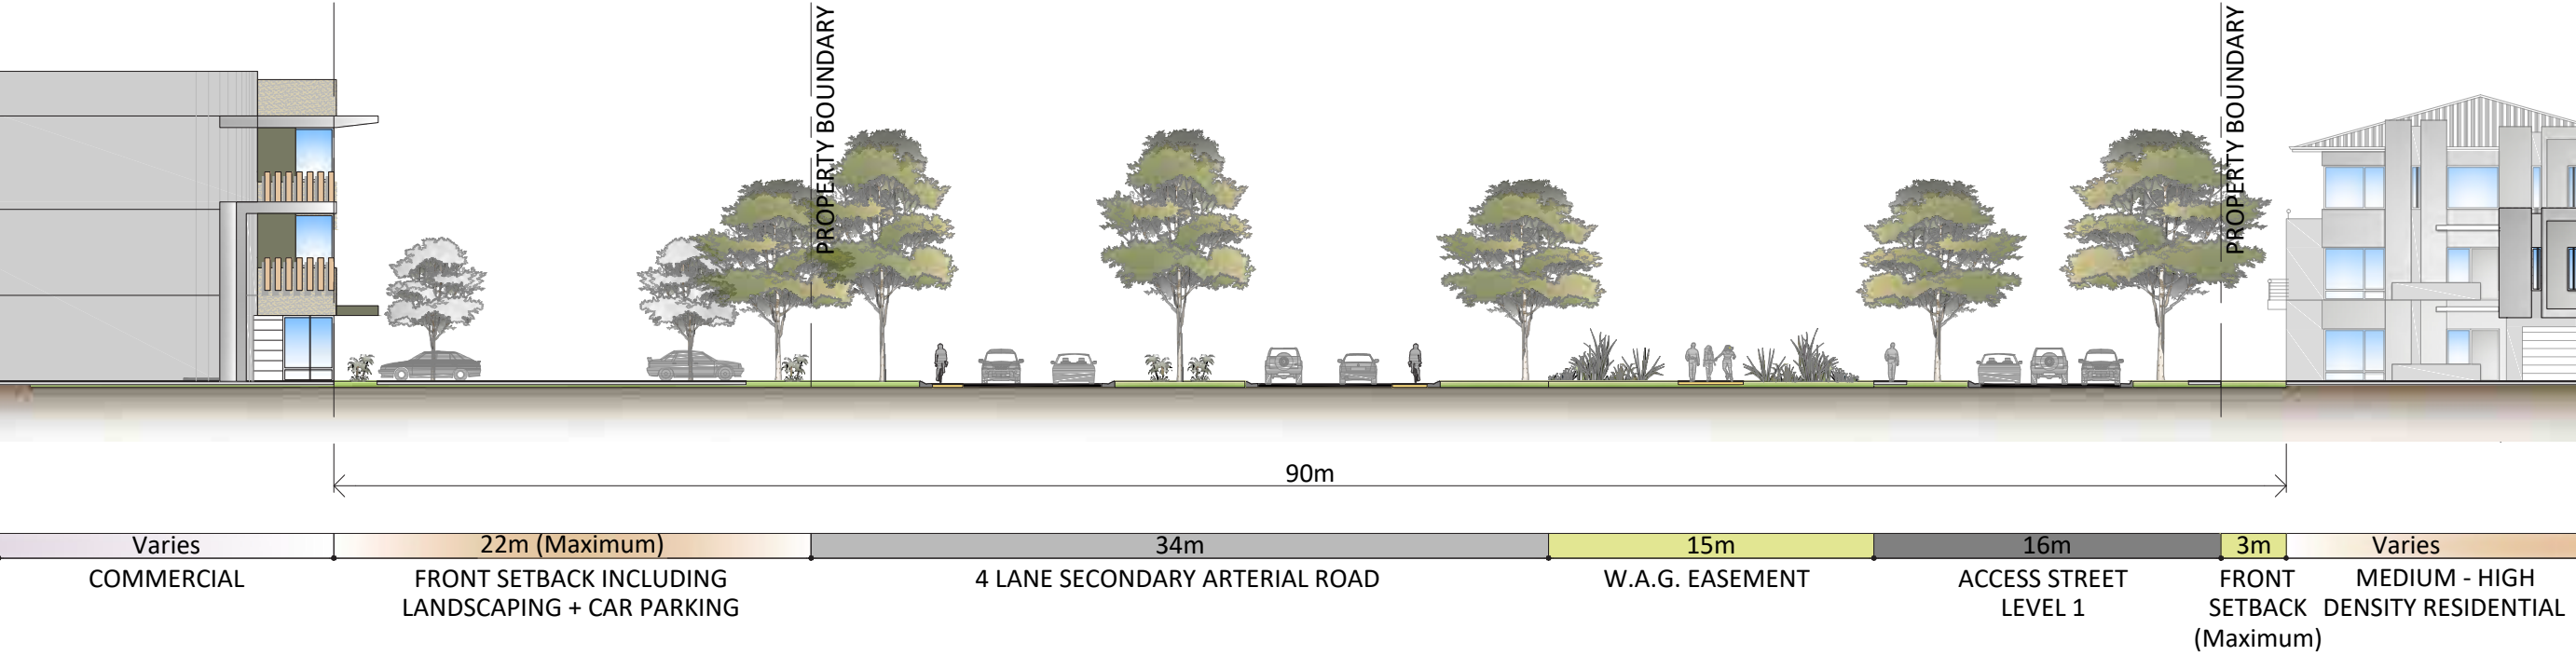 PROPERTY BOUNDARY
PROPERTY BOUNDARY
90m
Varies
22m (Maximum)
34m
15m
16m
3m
Varies
COMMERCIAL
FRONT SETBACK INCLUDING
LANDSCAPING + CAR PARKING
4 LANE SECONDARY ARTERIAL ROAD
W.A.G. EASEMENT
ACCESS STREET
LEVEL 1
FRONT
SETBACK
(Maximum)
MEDIUM - HIGH
DENSITY RESIDENTIAL